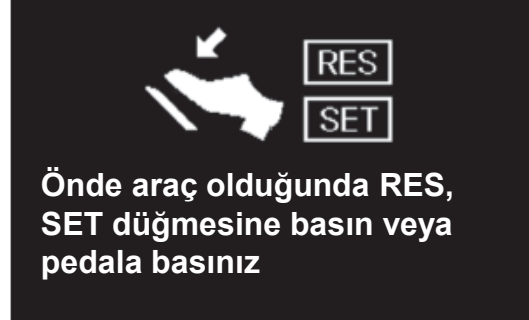 RES
SET
Önde araç olduğunda RES,
SET düğmesine basın veya
pedala basınız